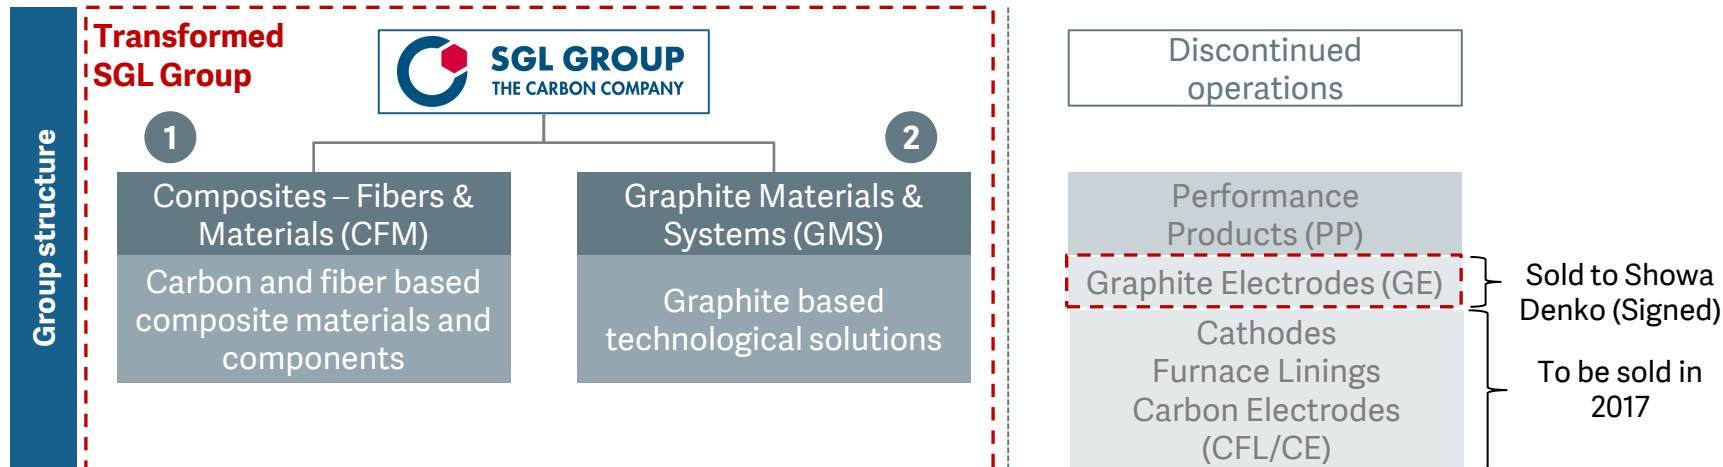 Group structure
Transformed
SGL Group
SGL GROUP
THE CARBON COMPANY
1
2
Composites – Fibers &
Materials (CFM)
Carbon and fiber based
composite materials and
components
Graphite Materials &
Systems (GMS)
Graphite based
technological solutions
Discontinued
operations
Performance
Products (PP)
Graphite Electrodes (GE)
Sold to Showa
Denko (Signed)
Cathodes
Furnace Linings
Carbon Electrodes
(CFL/CE)
To be sold in
2017